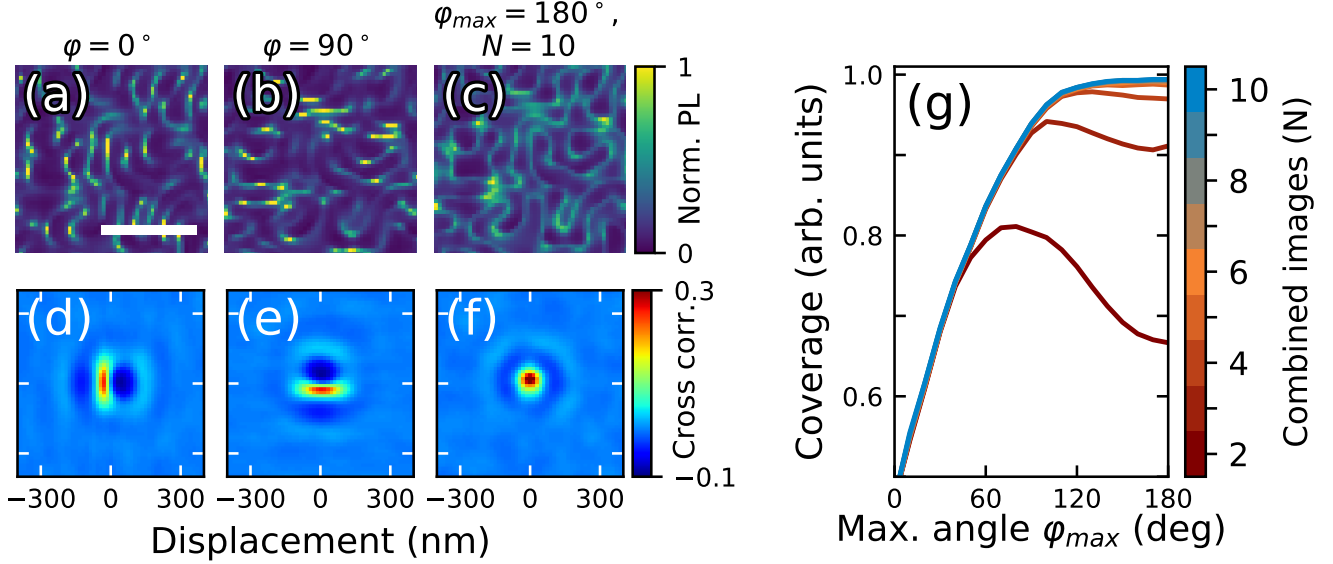 φ = 0°
φ = 90°
φmax = 180°,
N = 10
(a)
(b)
(c)
1
0
Norm. PL
(d)
(e)
(f)
0.3
−0.1
Cross corr.
−300 0 300
−300 0 300
−300 0 300
Displacement (nm)
(g)
1.0
0.8
0.6
Coverage (arb. units)
0 60 120 180
Max. angle φmax (deg)
10
8
6
4
2
Combined images (N)